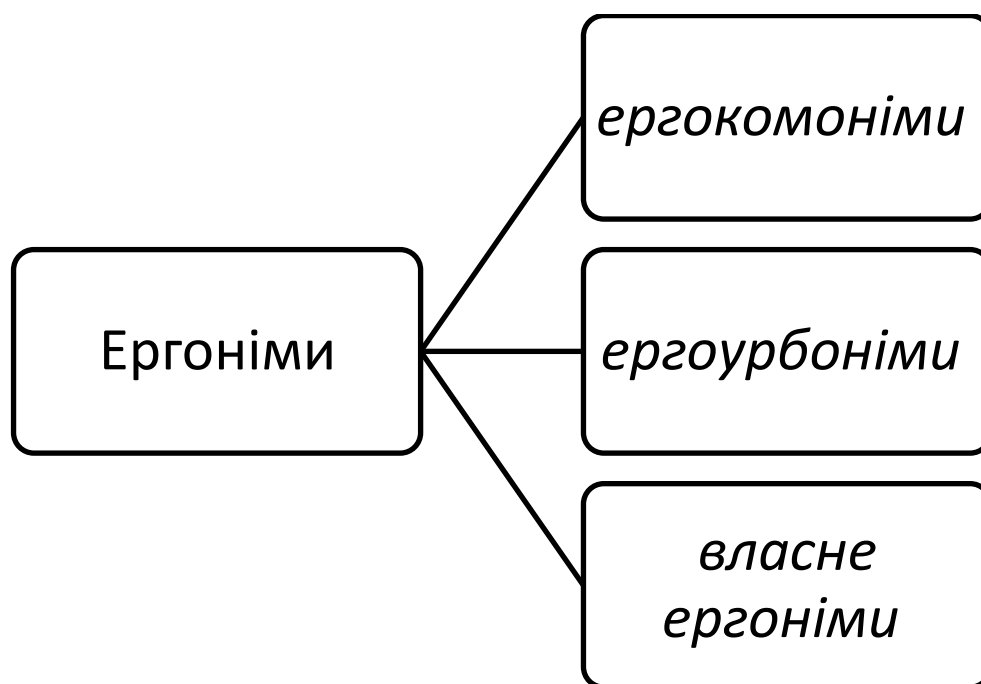 ергокомоніми
Ергоніми
ергоурбоніми
власне
ергоніми